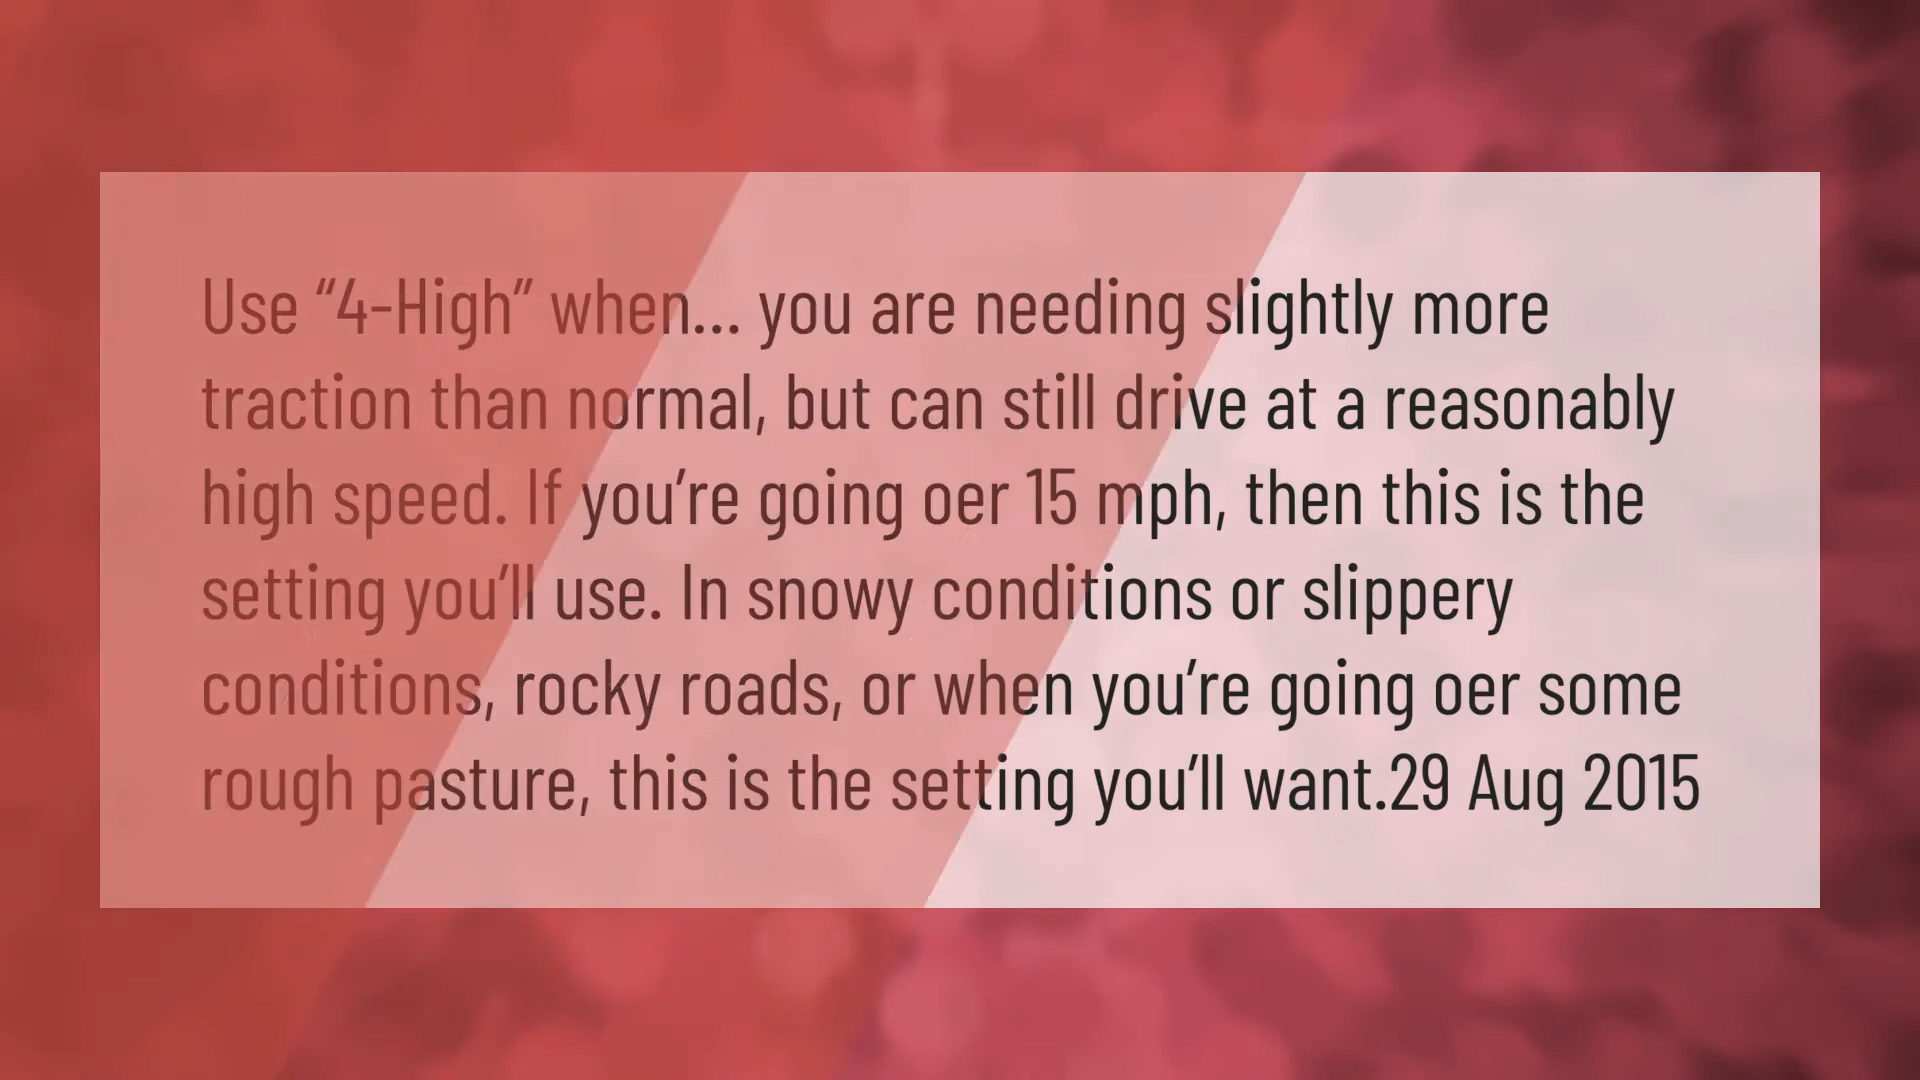 Use “4-High” when... you are needing slightly more
traction than normal, but can still drive at a reasonably
high speed. If you’re going oer 15 mph, then this is the
setting you’ll use. In snowy conditions or slippery
conditions, rocky roads, or when you’re going oer some
rough pasture, this is the setting you’ll want.29 Aug 2015